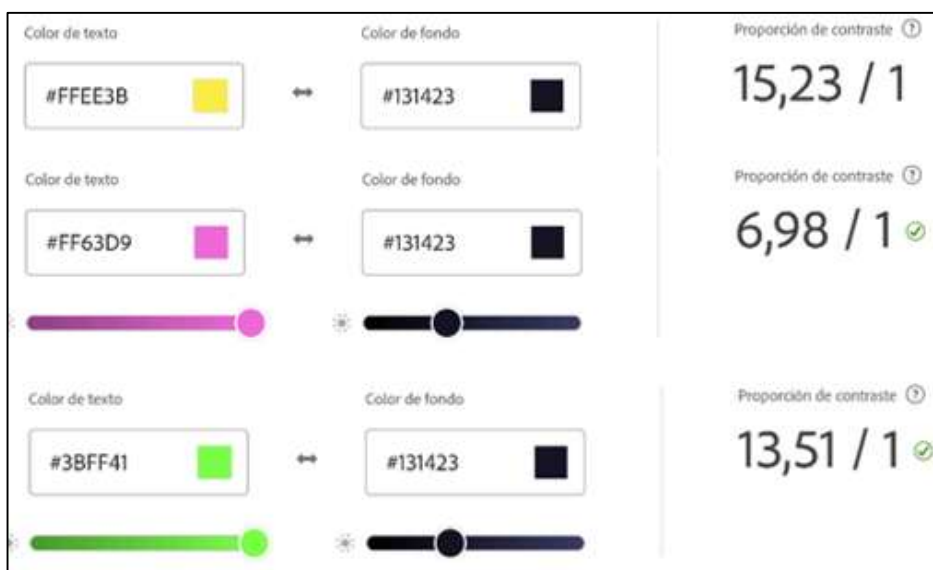 Color de texto Color de fondo Proporción de contraste ?
#FFEE3B #131423 15,23 / 1
Color de texto Color de fondo Proporción de contraste ?
#FF63D9 #131423 6,98 / 1
Color de texto Color de fondo Proporción de contraste ?
#3BFF41 #131423 13,51 / 1